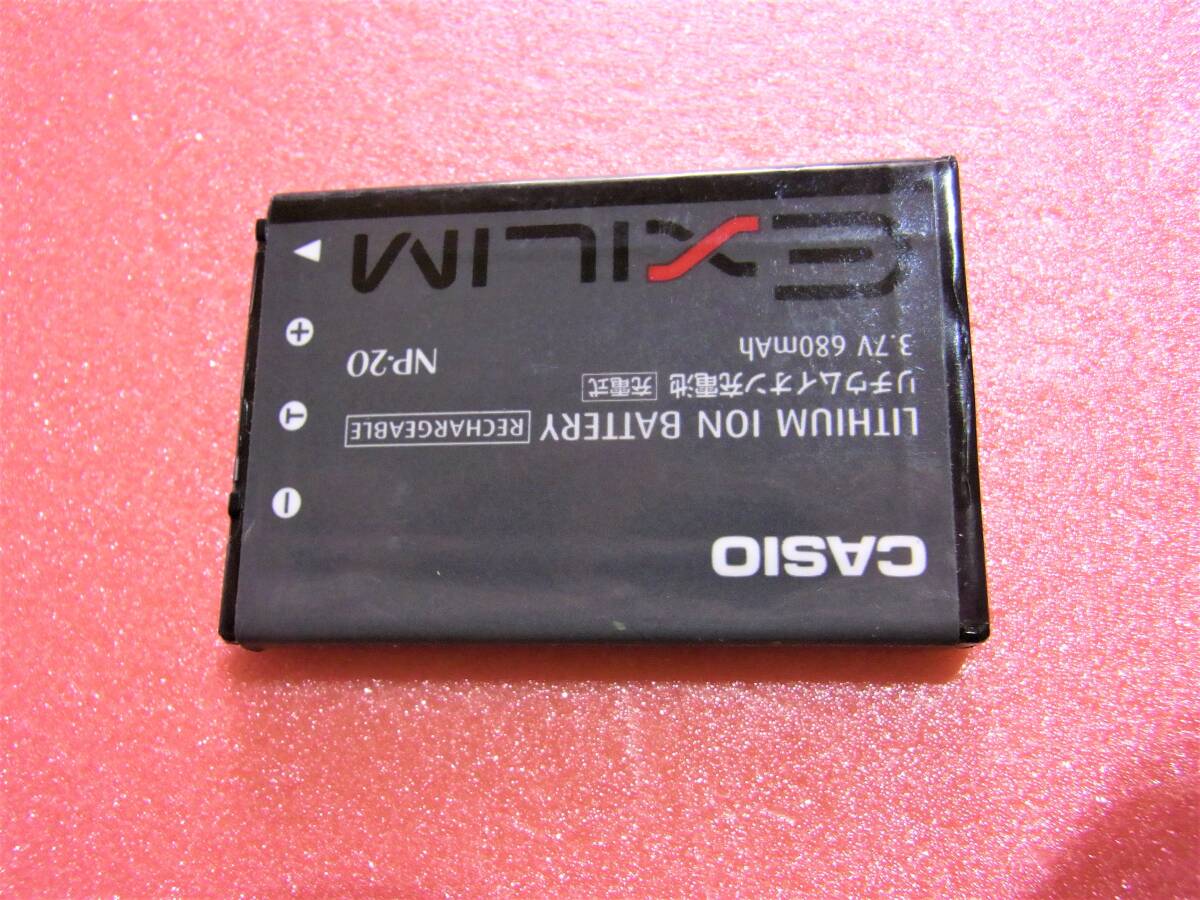 CASIO
LITHIUM ION BATTERY RECHARGEABLE
リチウムイオン充電池 充電式
3.7V 680mAh NP-20
EXILIM
− T +